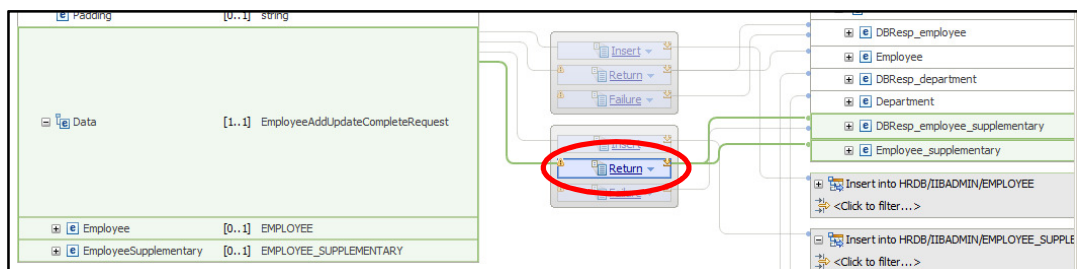 Padding [0..1] string
Insert
Return
Failure
Data [1..1] EmployeeAddUpdateCompleteRequest
Insert
Return
Failure
Employee [0..1] EMPLOYEE
EmployeeSupplementary [0..1] EMPLOYEE_SUPPLEMENTARY
DBResp_employee
Employee
DBResp_department
Department
DBResp_employee_supplementary
Employee_supplementary
Insert into HRDB/IIBADMIN/EMPLOYEE
<Click to filter...>
Insert into HRDB/IIBADMIN/EMPLOYEE_SUPPLE
<Click to filter...>